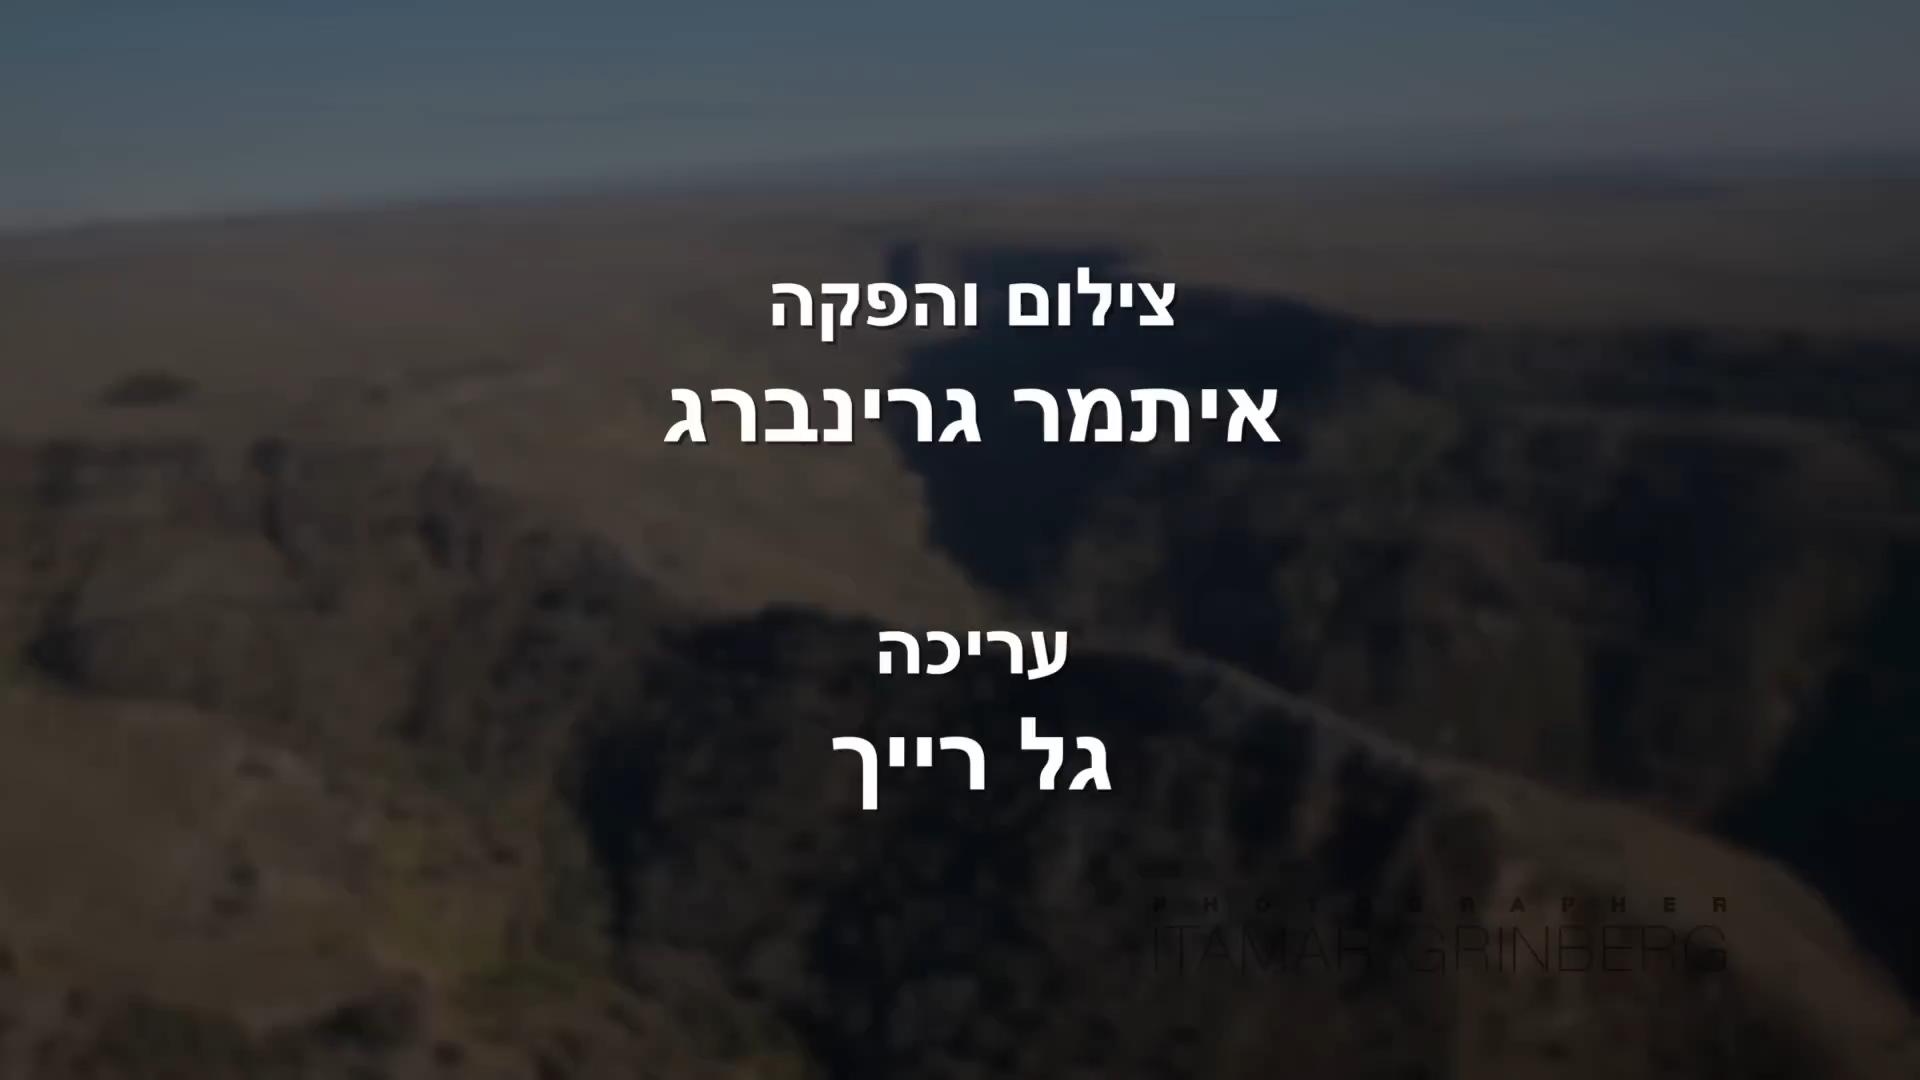 צילום והפקה
איתמר גרינברג
עריכה
גל רייך
PHOTOGRAPHER
ITAMAR GRINBERG